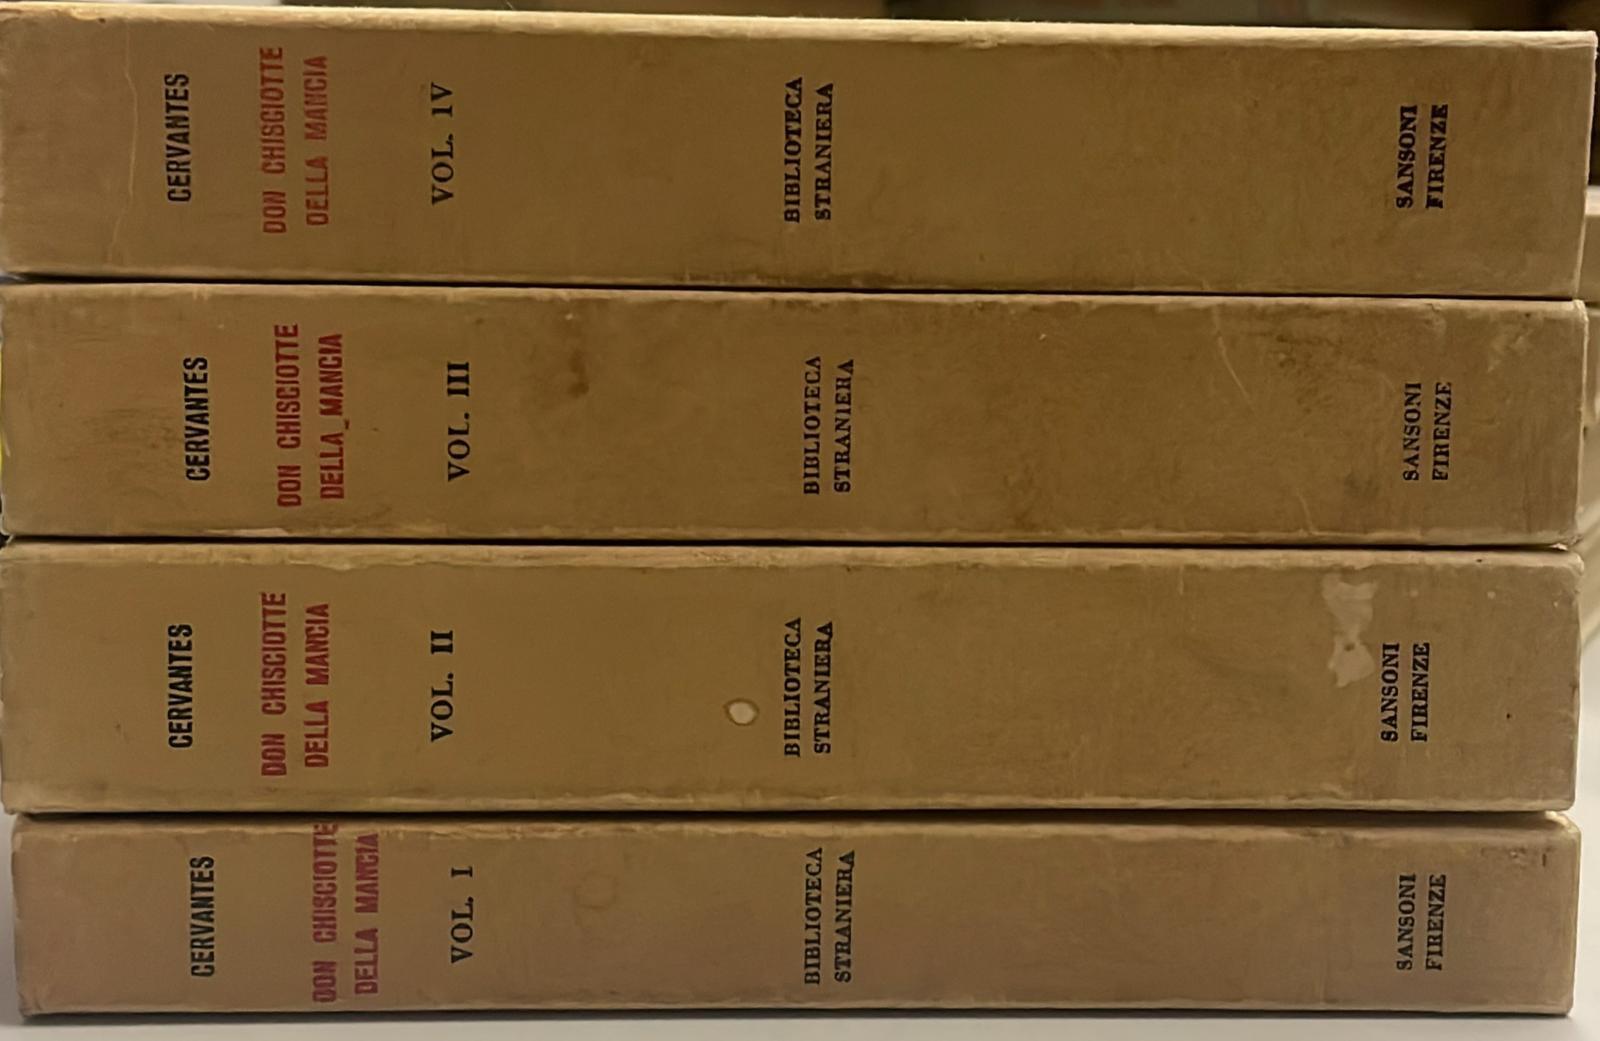 CERVANTES
DON CHISCIOTTE
DELLA MANCIA
VOL. IV
BIBLIOTECA
STRANIERA
SANSONI
FIRENZE
CERVANTES
DON CHISCIOTTE
DELLA MANCIA
VOL. III
BIBLIOTECA
STRANIERA
SANSONI
FIRENZE
CERVANTES
DON CHISCIOTTE
DELLA MANCIA
VOL. II
BIBLIOTECA
STRANIERA
SANSONI
FIRENZE
CERVANTES
DON CHISCIOTTE
DELLA MANCIA
VOL. I
BIBLIOTECA
STRANIERA
SANSONI
FIRENZE